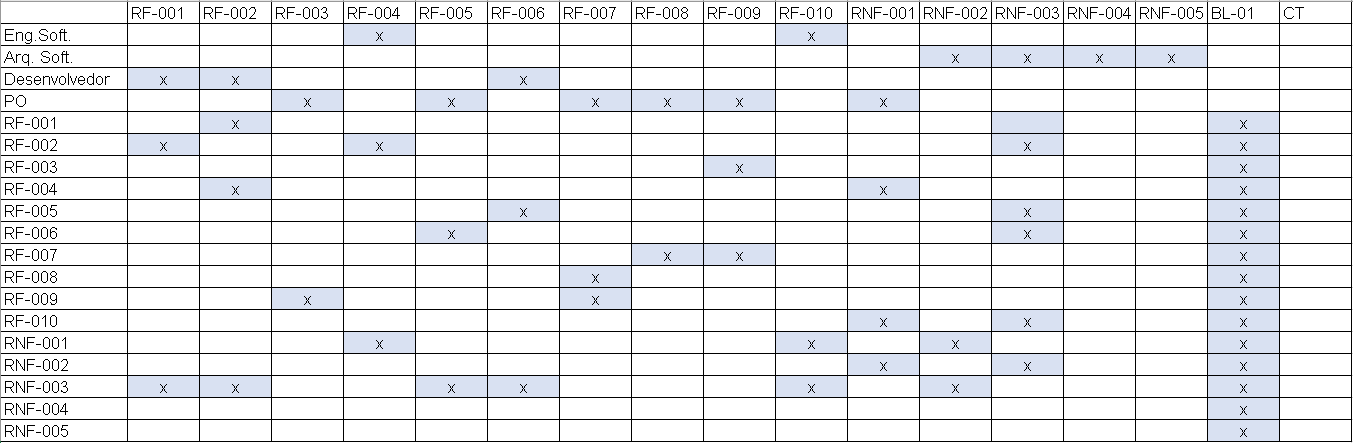 RF-001 RF-002 RF-003 RF-004 RF-005 RF-006 RF-007 RF-008 RF-009 RF-010 RNF-001 RNF-002 RNF-003 RNF-004 RNF-005 BL-01 CT
Eng.Soft. x x
Arq. Soft. x x x x
Desenvolvedor x x x
PO x x x x x x
RF-001 x x
RF-002 x x x x
RF-003 x x
RF-004 x x x
RF-005 x x x
RF-006 x x x
RF-007 x x x
RF-008 x x
RF-009 x x x
RF-010 x x x
RNF-001 x x x x
RNF-002 x x x
RNF-003 x x x x x x x
RNF-004 x
RNF-005 x